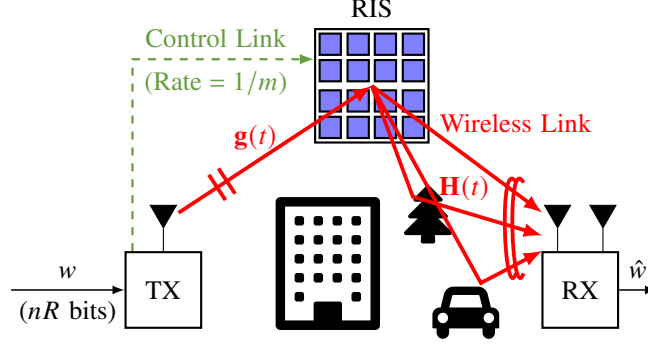 RIS
Control Link
(Rate = 1/m)
Wireless Link
g(t)
H(t)
w
(nR bits)
TX
RX
ŵ